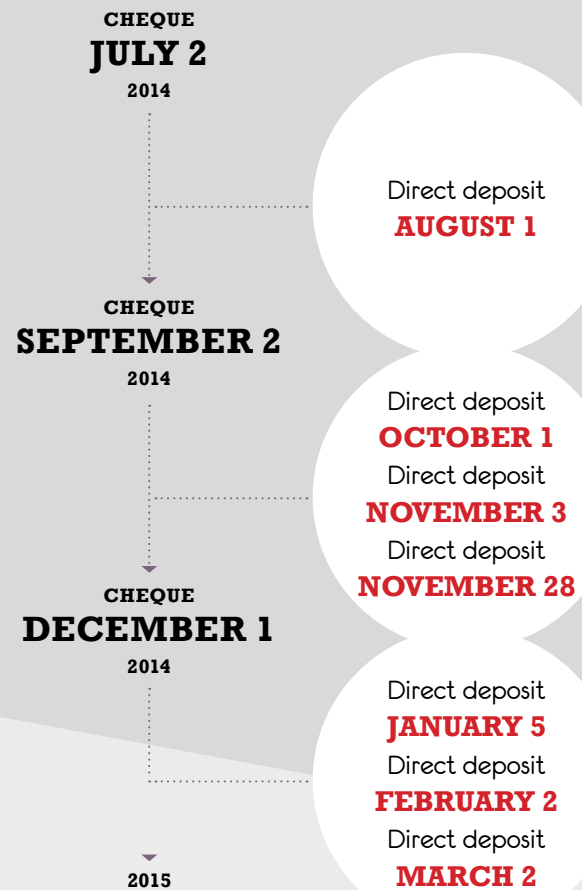 CHEQUE
JULY 2
2014
Direct deposit
AUGUST 1
CHEQUE
SEPTEMBER 2
2014
Direct deposit
OCTOBER 1
Direct deposit
NOVEMBER 3
Direct deposit
NOVEMBER 28
CHEQUE
DECEMBER 1
2014
Direct deposit
JANUARY 5
Direct deposit
FEBRUARY 2
Direct deposit
MARCH 2
2015